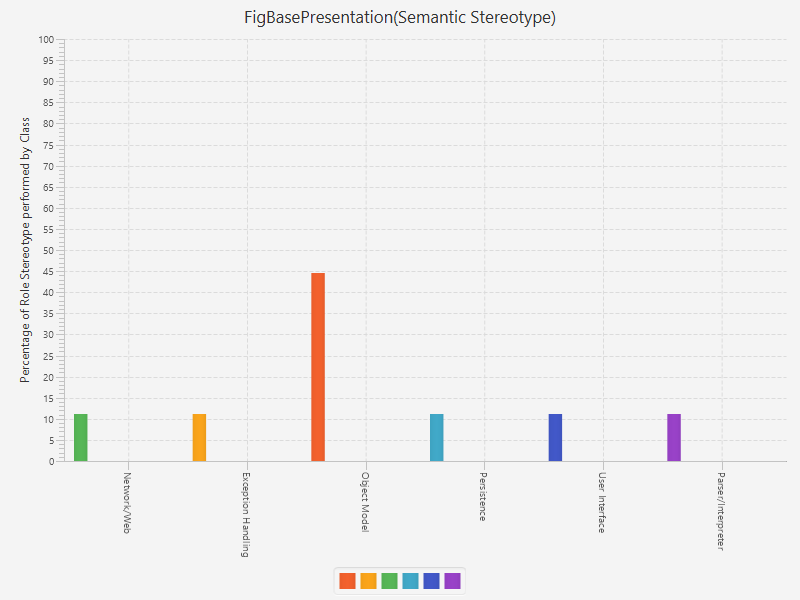 FigBasePresentation(Semantic Stereotype)
Percentage of Role Stereotype performed by Class
100
95
90
85
80
75
70
65
60
55
50
45
40
35
30
25
20
15
10
5
0
Network/Web
Exception Handling
Object Model
Persistence
User Interface
Parser/Interpreter